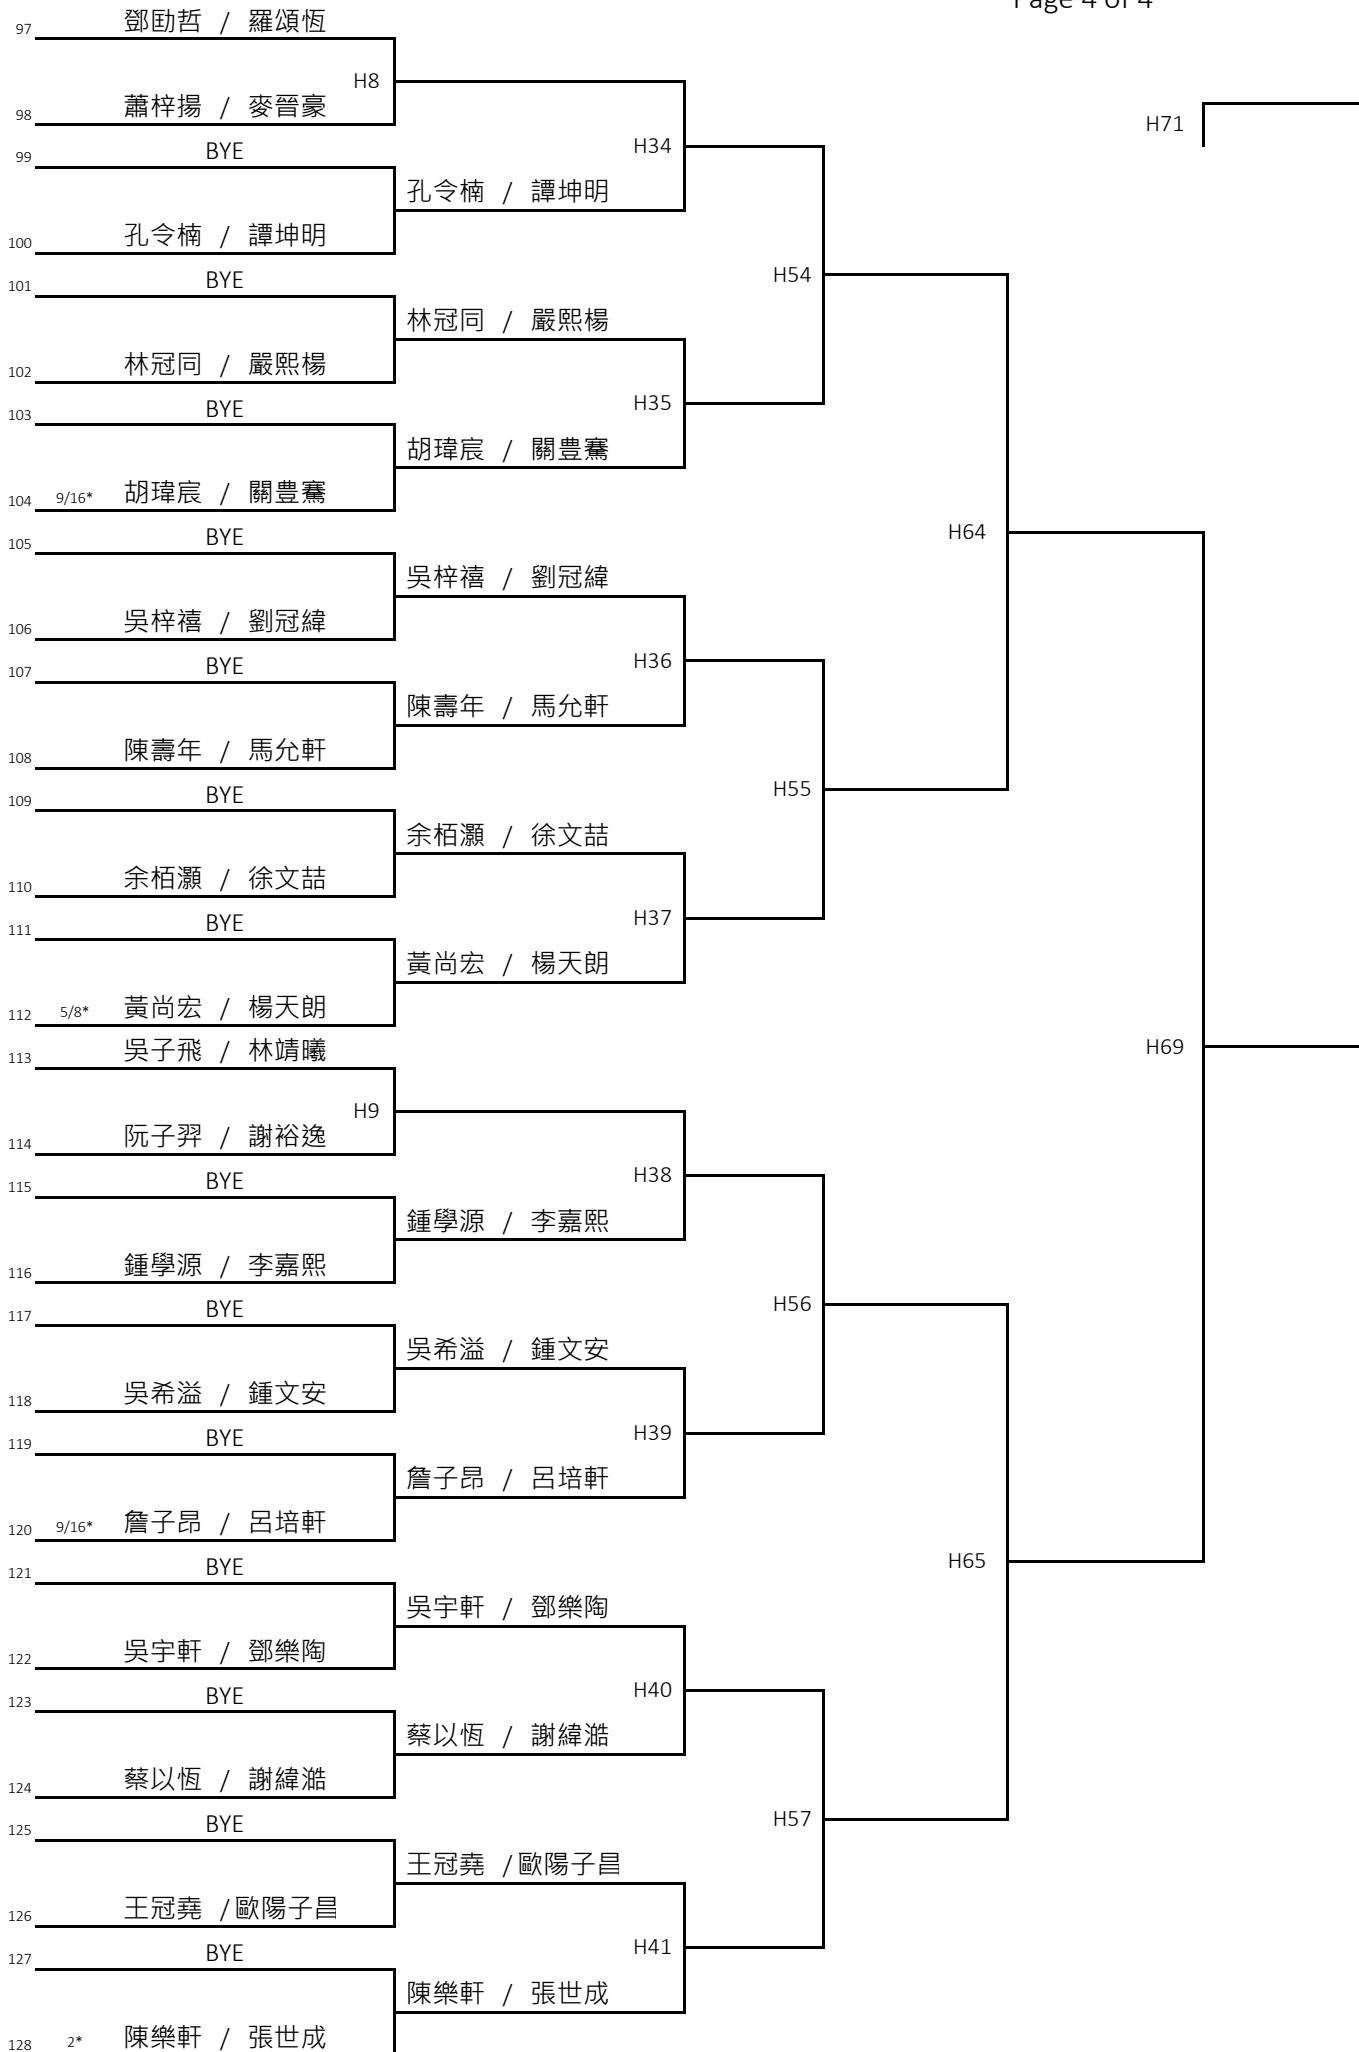 Page 4 of 4
97 鄧劻哲 / 羅頌恆
H8
98 蕭梓揚 / 麥晉豪
H71
99 BYE
H34
孔令楠 / 譚坤明
100 孔令楠 / 譚坤明
101 BYE
H54
林冠同 / 嚴熙楊
102 林冠同 / 嚴熙楊
103 BYE
H35
胡瑋宸 / 關豊騫
104 9/16* 胡瑋宸 / 關豊騫
105 BYE
H64
吳梓禧 / 劉冠緯
106 吳梓禧 / 劉冠緯
107 BYE
H36
陳壽年 / 馬允軒
108 陳壽年 / 馬允軒
109 BYE
H55
余栢灝 / 徐文喆
110 余栢灝 / 徐文喆
111 BYE
H37
黃尚宏 / 楊天朗
112 5/8* 黃尚宏 / 楊天朗
113 吳子飛 / 林靖曦
H69
H9
114 阮子羿 / 謝裕逸
115 BYE
H38
鍾學源 / 李嘉熙
116 鍾學源 / 李嘉熙
117 BYE
H56
吳希溢 / 鍾文安
118 吳希溢 / 鍾文安
119 BYE
H39
詹子昂 / 呂培軒
120 9/16* 詹子昂 / 呂培軒
121 BYE
H65
吳宇軒 / 鄧樂陶
122 吳宇軒 / 鄧樂陶
123 BYE
H40
蔡以恆 / 謝緯澔
124 蔡以恆 / 謝緯澔
125 BYE
H57
王冠堯 /歐陽子昌
126 王冠堯 /歐陽子昌
127 BYE
H41
陳樂軒 / 張世成
128 2* 陳樂軒 / 張世成